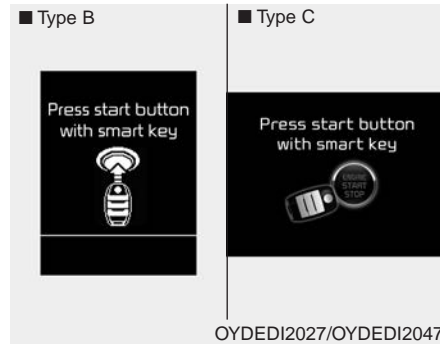 ■ Type B
Press start button
with smart key
■ Type C
Press start button
with smart key
ENGINE
START
STOP
OYDEDI2027/OYDEDI2047